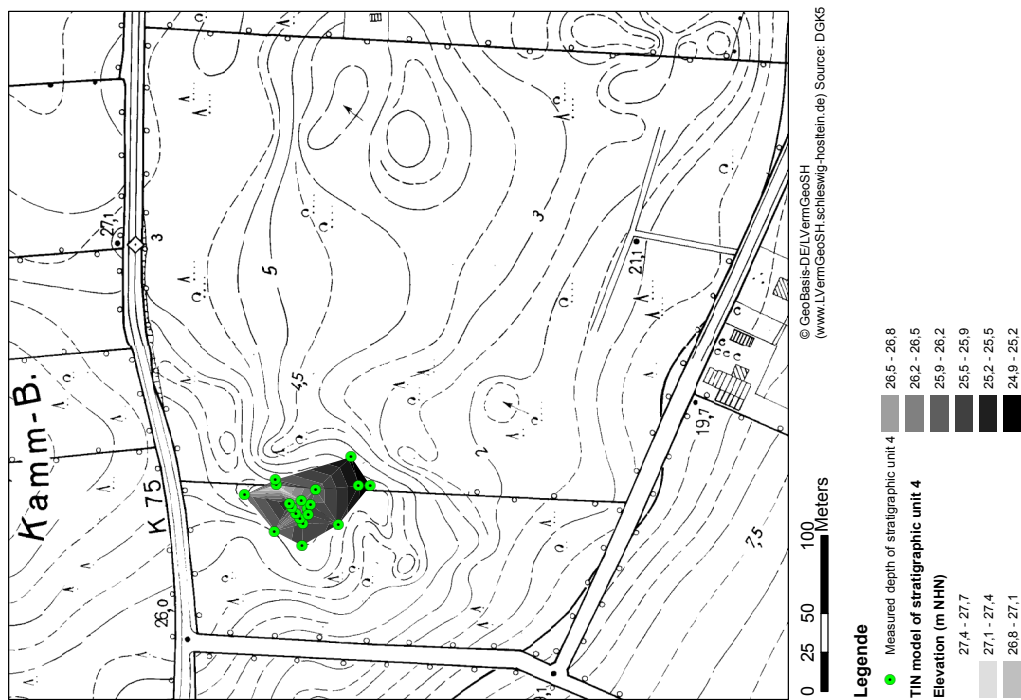 Kamm-B.
K 75
27,1
3
5
4,5
3
2
26,0
21,1
19,7
7,5
© GeoBasis-DE/LVermGeoSH
(www.LVermGeoSH.schleswig-hosltein.de) Source: DGK5
0 25 50 100
Meters
Legende
Measured depth of stratigraphic unit 4
TIN model of stratigraphic unit 4
Elevation (m NHN)
27,4 - 27,7
27,1 - 27,4
26,8 - 27,1
26,5 - 26,8
26,2 - 26,5
25,9 - 26,2
25,5 - 25,9
25,2 - 25,5
24,9 - 25,2